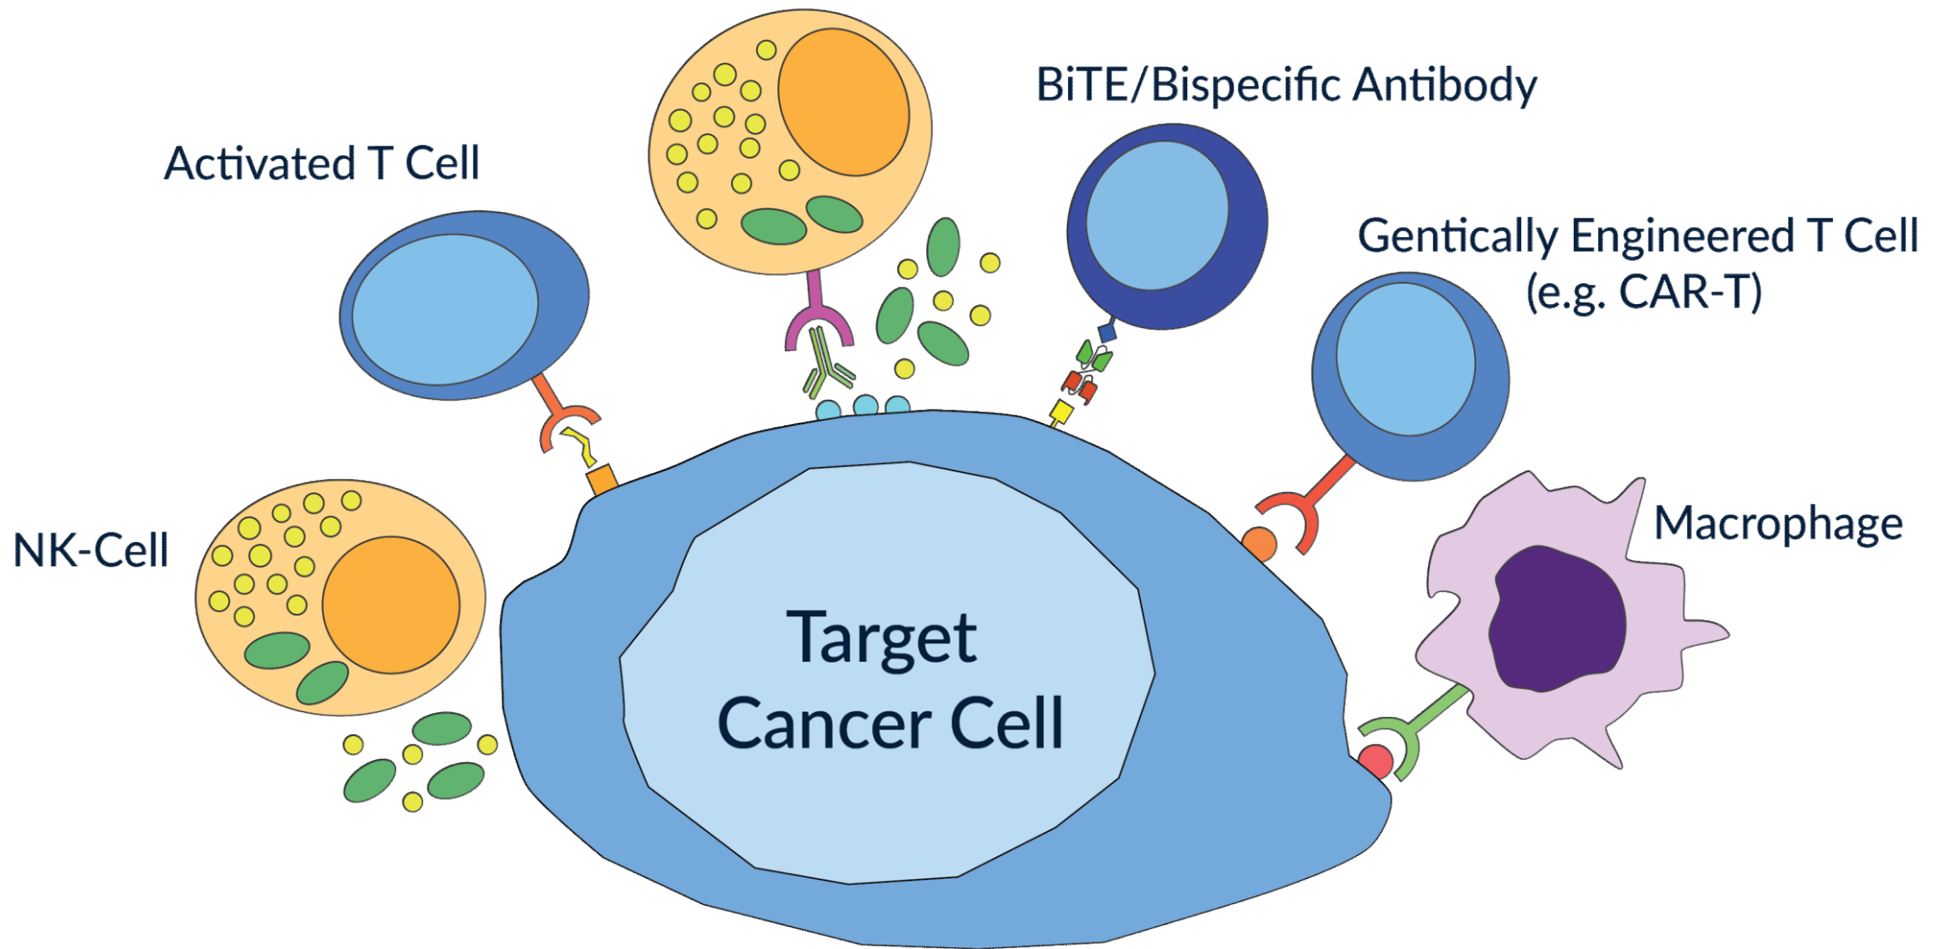 BiTE/Bispecific Antibody
Activated T Cell
Gentically Engineered T Cell
(e.g. CAR-T)
NK-Cell
Macrophage
Target
Cancer Cell